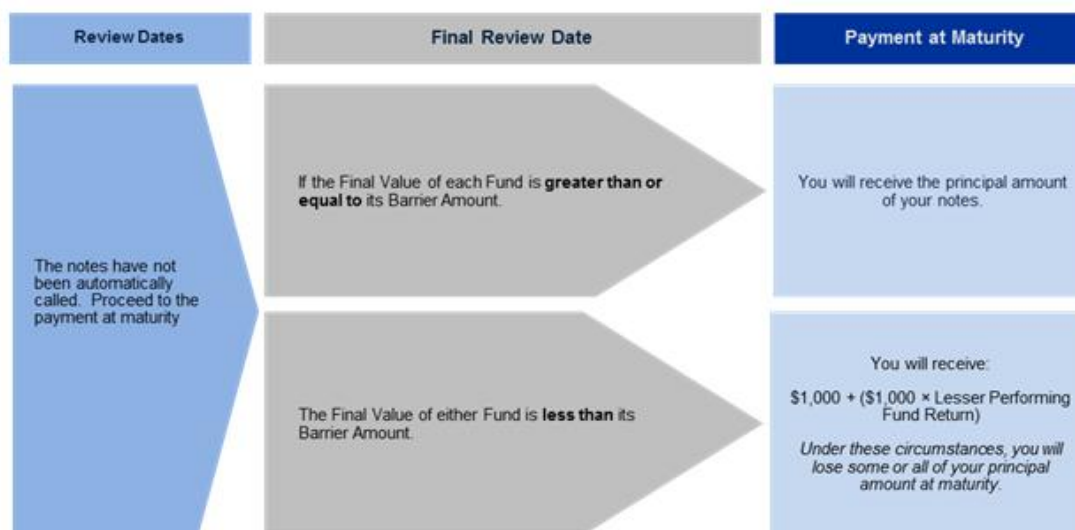 Review Dates
Final Review Date
Payment at Maturity
The notes have not
been automatically
called. Proceed to the
payment at maturity
If the Final Value of each Fund is greater than or
equal to its Barrier Amount.
You will receive the principal amount
of your notes.
The Final Value of either Fund is less than its
Barrier Amount.
You will receive:
$1,000 + ($1,000 × Lesser Performing
Fund Return)
Under these circumstances, you will
lose some or all of your principal
amount at maturity.